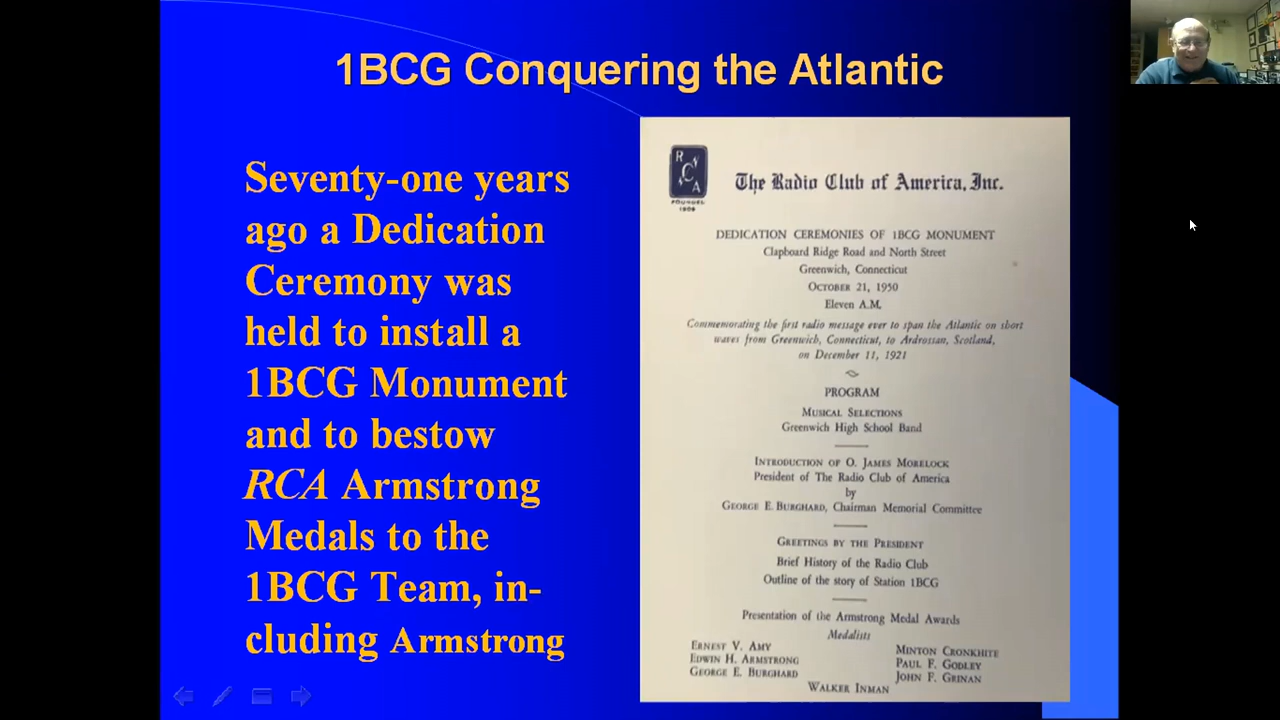 1BCG Conquering the Atlantic
Seventy-one years
ago a Dedication
Ceremony was
held to install a
1BCG Monument
and to bestow
RCA Armstrong
Medals to the
1BCG Team, in-
cluding Armstrong
R
C
A
FOUNDED
1909
The Radio Club of America, Inc.
DEDICATION CEREMONIES OF 1BCG MONUMENT
Clapboard Ridge Road and North Street
Greenwich, Connecticut
OCTOBER 21, 1950
Eleven A.M.
Commemorating the first radio message ever to span the Atlantic on short
waves from Greenwich, Connecticut, to Ardrossan, Scotland,
on December 11, 1921
PROGRAM
MUSICAL SELECTIONS
Greenwich High School Band
INTRODUCTION OF O. JAMES MORELOCK
President of The Radio Club of America
by
GEORGE E. BURGHARD, Chairman Memorial Committee
GREETINGS BY THE PRESIDENT
Brief History of the Radio Club
Outline of the story of Station 1BCG
Presentation of the Armstrong Medal Awards
Medalists
ERNEST V. AMY
EDWIN H. ARMSTRONG
GEORGE E. BURGHARD
MINTON CRONKHITE
PAUL F. GODLEY
JOHN F. GRINAN
WALKER INMAN